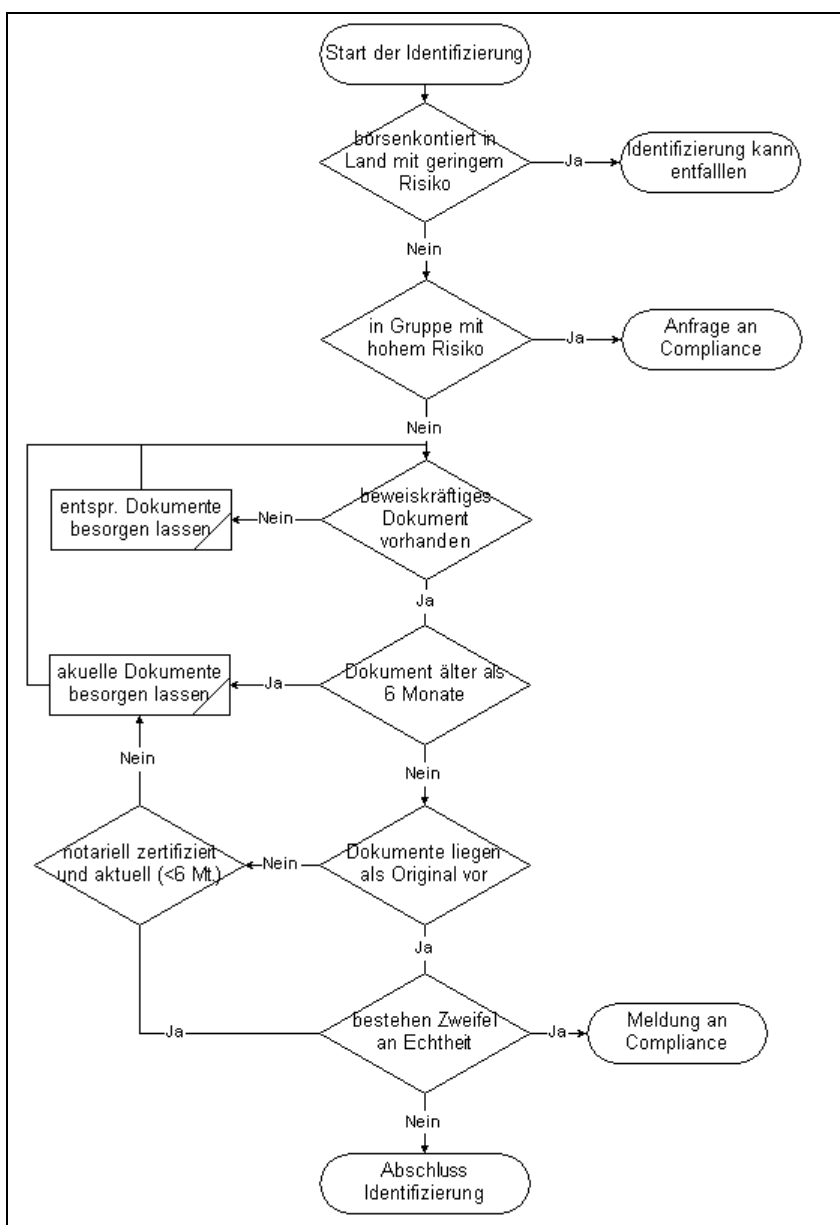 Start der Identifizierung
börsenkontiert in
Land mit geringem
Risiko
Ja
Identifizierung kann
entfalllen
Nein
in Gruppe mit
hohem Risiko
Ja
Anfrage an
Compliance
Nein
beweiskräftiges
Dokument
vorhanden
Nein
entspr. Dokumente
besorgen lassen
Ja
Dokument älter als
6 Monate
Ja
akuelle Dokumente
besorgen lassen
Nein
Nein
Dokumente liegen
als Original vor
Nein
notariell zertifiziert
und aktuell (<6 Mt.)
Ja
Ja
bestehen Zweifel
an Echtheit
Ja
Meldung an
Compliance
Nein
Abschluss
Identifizierung